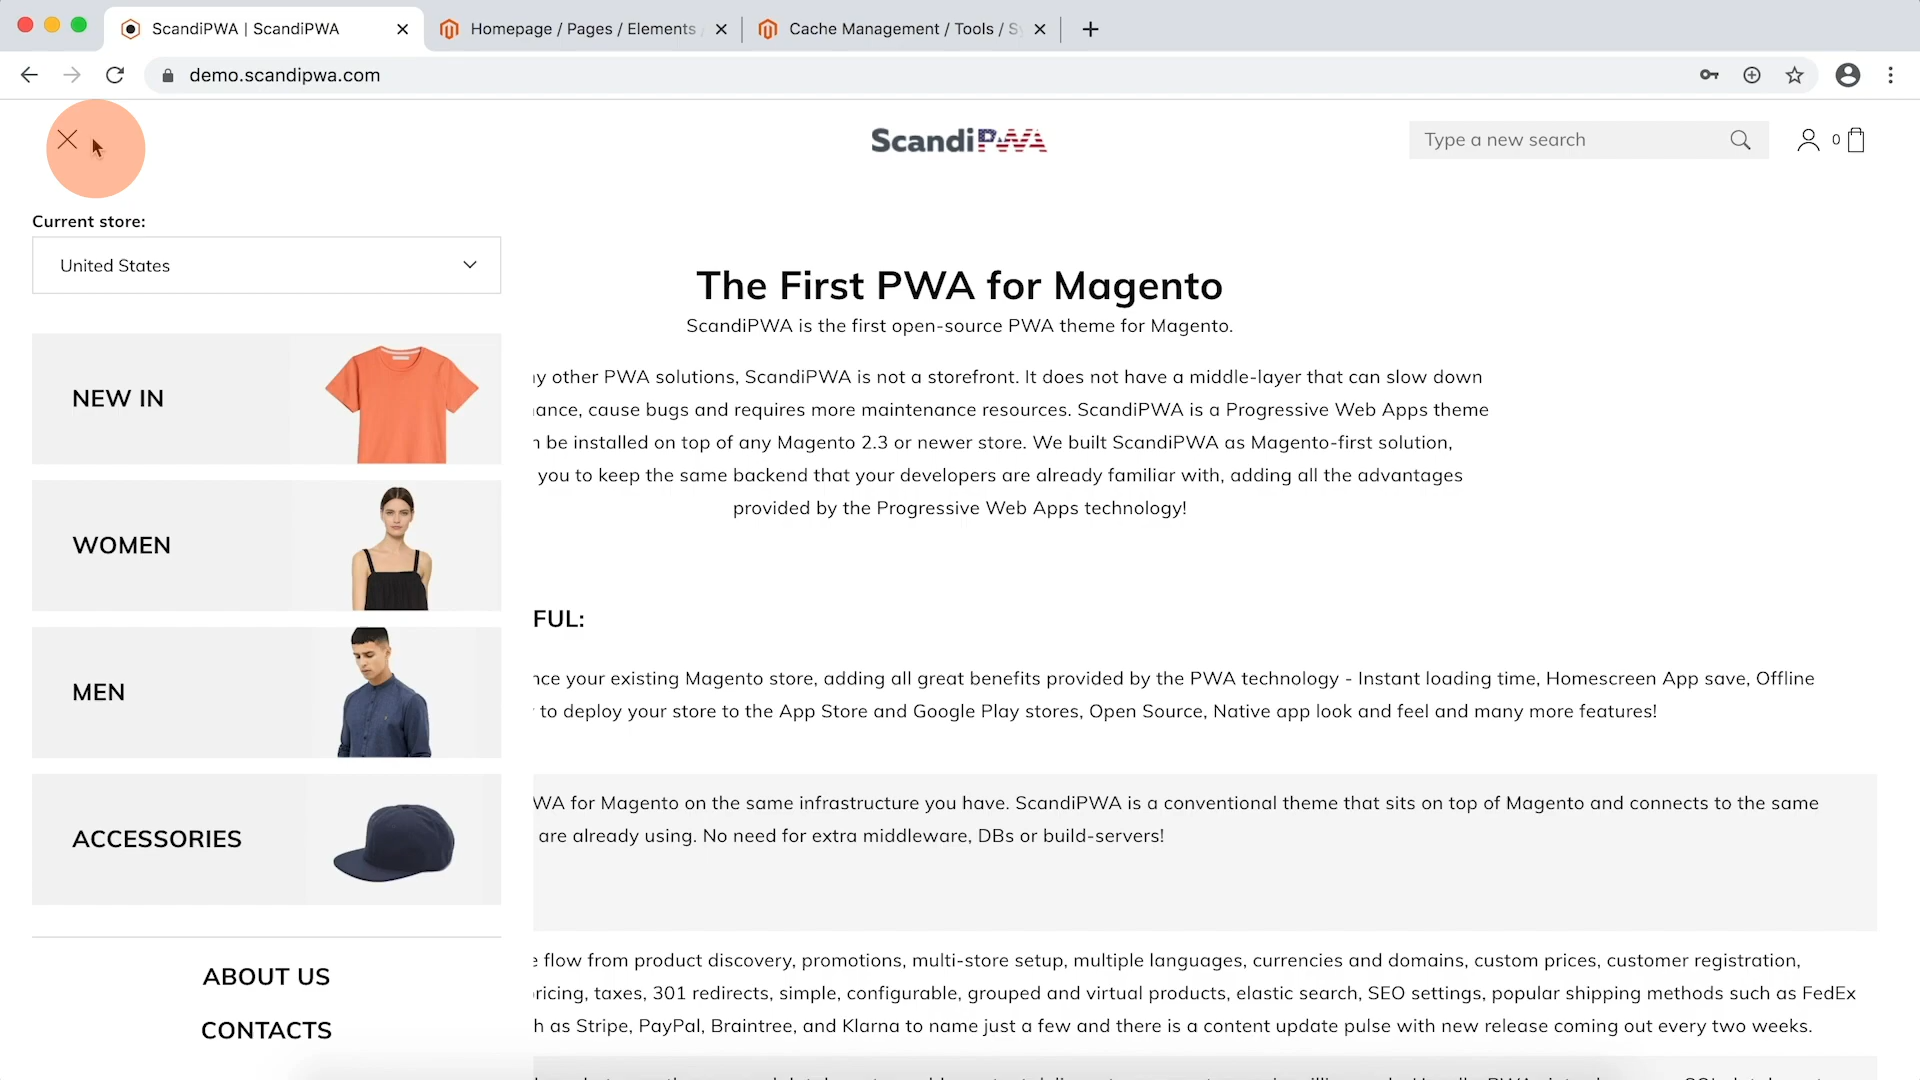 ScandiPWA | ScandiPWA
Homepage / Pages / Elements
Cache Management / Tools /
demo.scandipwa.com
ScandiPWA
Type a new search
0
Current store:
United States
NEW IN
WOMEN
MEN
ACCESSORIES
ABOUT US
CONTACTS
The First PWA for Magento
ScandiPWA is the first open-source PWA theme for Magento.
other PWA solutions, ScandiPWA is not a storefront. It does not have a middle-layer that can slow down
ance, cause bugs and requires more maintenance resources. ScandiPWA is a Progressive Web Apps theme
be installed on top of any Magento 2.3 or newer store. We built ScandiPWA as Magento-first solution,
you to keep the same backend that your developers are already familiar with, adding all the advantages
provided by the Progressive Web Apps technology!
FUL:
nce your existing Magento store, adding all great benefits provided by the PWA technology - Instant loading time, Homescreen App save, Offline
to deploy your store to the App Store and Google Play stores, Open Source, Native app look and feel and many more features!
WA for Magento on the same infrastructure you have. ScandiPWA is a conventional theme that sits on top of Magento and connects to the same
are already using. No need for extra middleware, DBs or build-servers!
e flow from product discovery, promotions, multi-store setup, multiple languages, currencies and domains, custom prices, customer registration,
ricing, taxes, 301 redirects, simple, configurable, grouped and virtual products, elastic search, SEO settings, popular shipping methods such as FedEx
h as Stripe, PayPal, Braintree, and Klarna to name just a few and there is a content update pulse with new release coming out every two weeks.